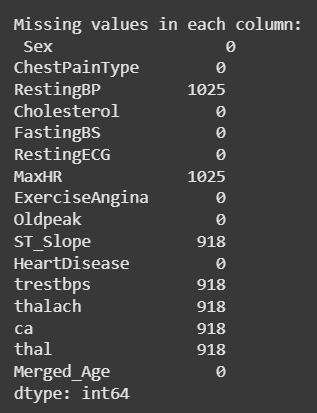 Missing values in each column:
Sex 0
ChestPainType 0
RestingBP 1025
Cholesterol 0
FastingBS 0
RestingECG 0
MaxHR 1025
ExerciseAngina 0
Oldpeak 0
ST_Slope 918
HeartDisease 0
trestbps 918
thalach 918
ca 918
thal 918
Merged_Age 0
dtype: int64